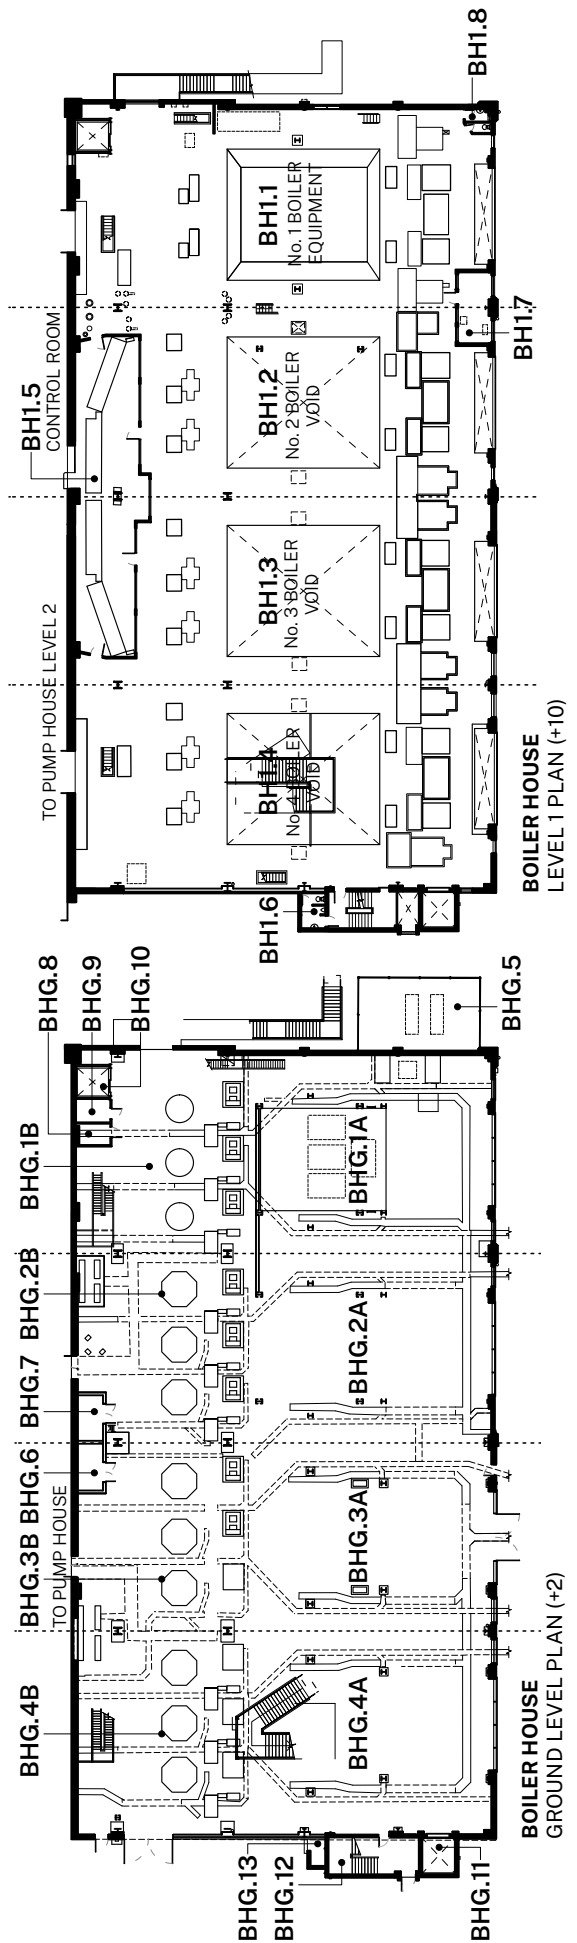 BHG.4B
BHG.3B
BHG.6
BHG.7
BHG.2B
BHG.1B
BHG.8
BHG.9
BHG.10
TO PUMP HOUSE
BHG.13
BHG.12
BHG.4A
BHG.3A
BHG.2A
BHG.1A
BHG.11
BHG.5
BOILER HOUSE
GROUND LEVEL PLAN (+2)
TO PUMP HOUSE LEVEL 2
BH1.5
CONTROL ROOM
BH1.6
No. 4 BOILER
VOID
BH1.3
No. 3 BOILER
VOID
BH1.2
No. 2 BOILER
VOID
BH1.1
No. 1 BOILER
EQUIPMENT
BH1.7
BH1.8
BOILER HOUSE
LEVEL 1 PLAN (+10)